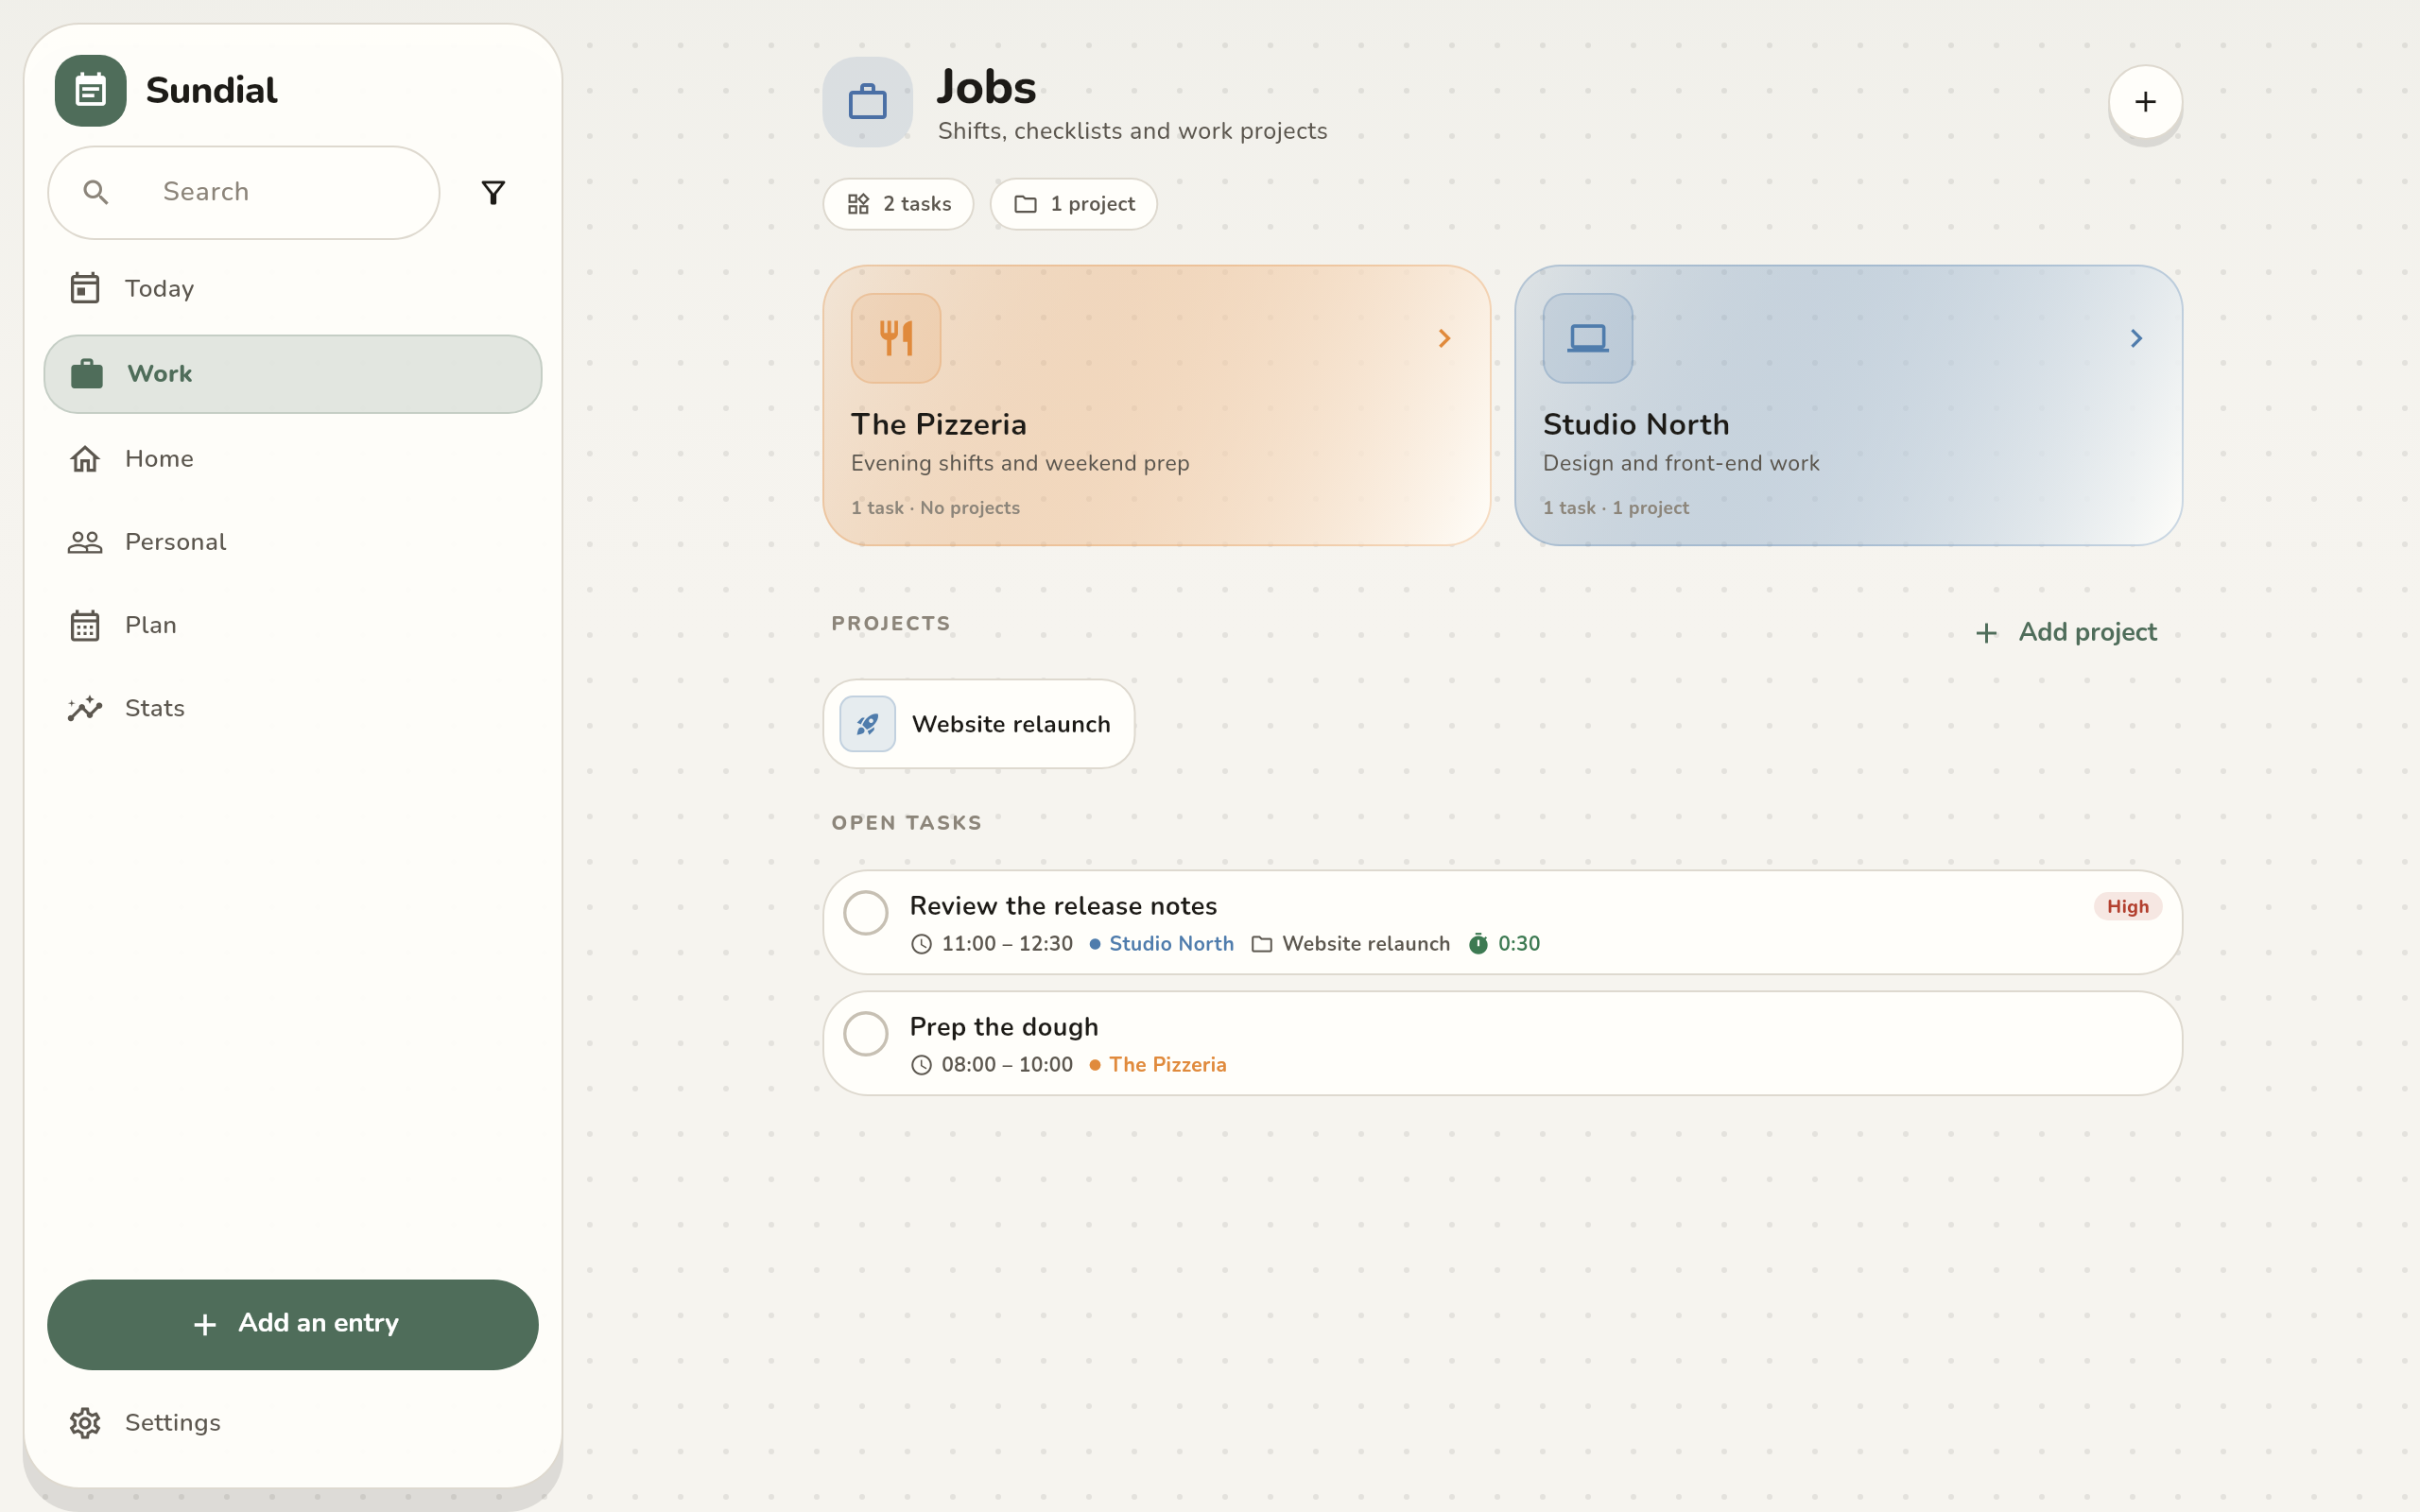 Sundial
Search
Today
Work
Home
Personal
Plan
Stats
Add an entry
Settings
Jobs
Shifts, checklists and work projects
2 tasks
1 project
The Pizzeria
Evening shifts and weekend prep
1 task · No projects
Studio North
Design and front-end work
1 task · 1 project
PROJECTS
Add project
Website relaunch
OPEN TASKS
Review the release notes
High
11:00 – 12:30 Studio North Website relaunch 0:30
Prep the dough
08:00 – 10:00 The Pizzeria